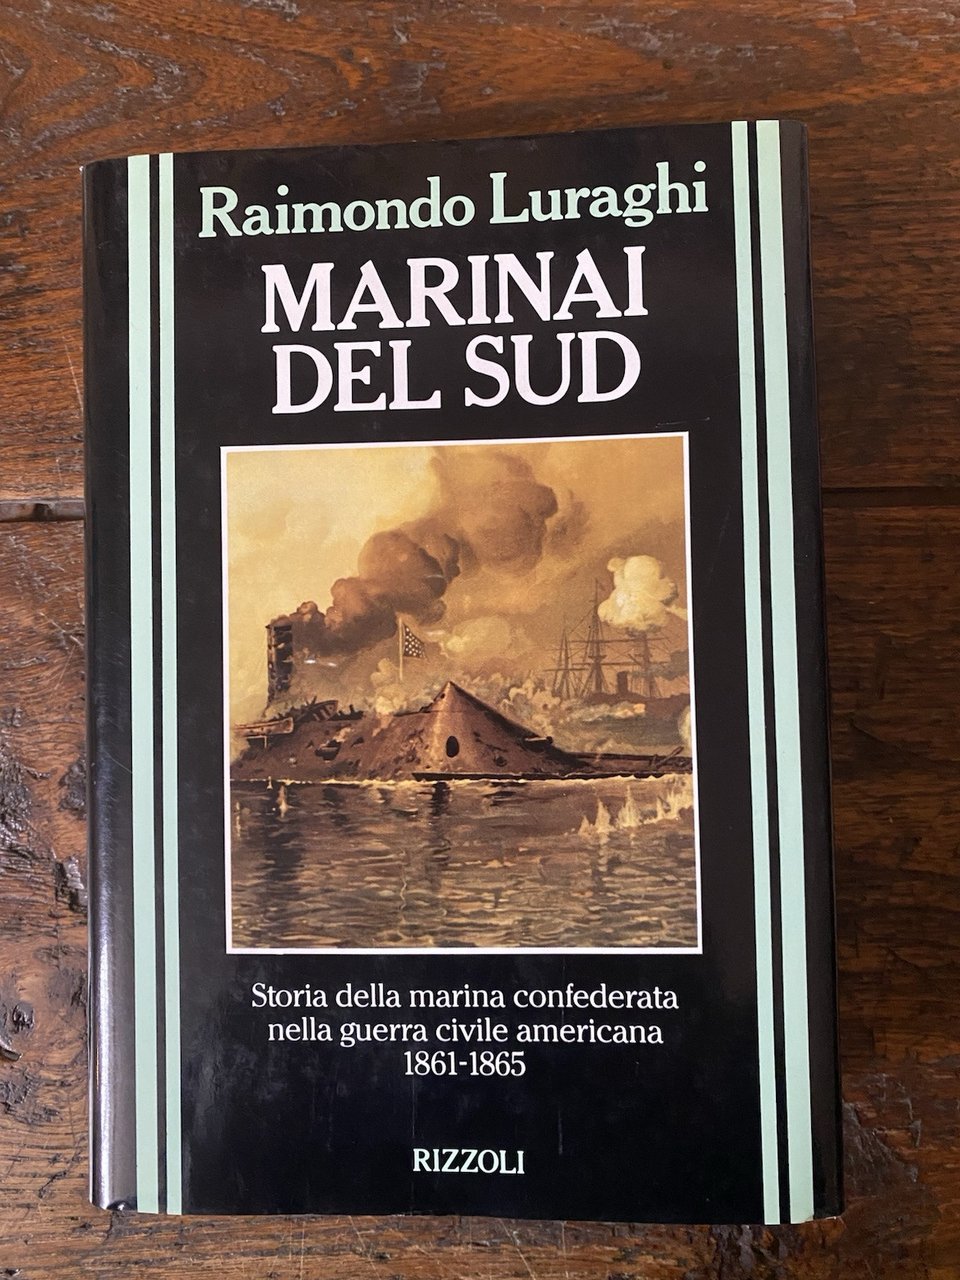 Raimondo Luraghi
MARINAI
DEL SUD
Storia della marina confederata
nella guerra civile americana
1861-1865
RIZZOLI